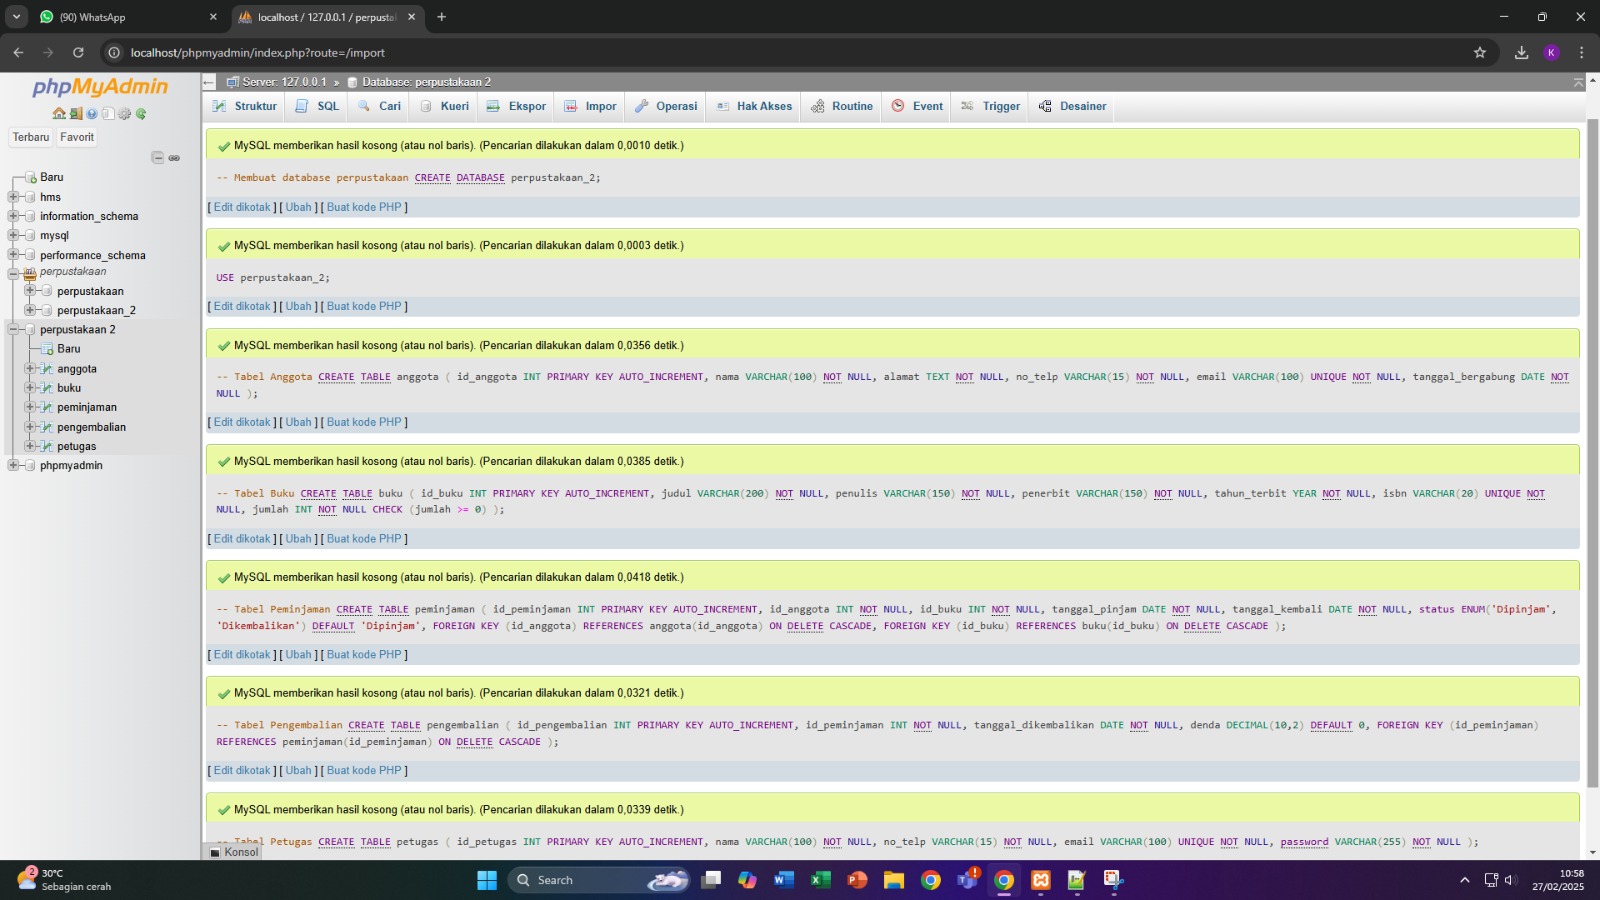 (90) WhatsApp
localhost / 127.0.0.1 / perpustak
localhost/phpmyadmin/index.php?route=/import
K
phpMyAdmin
Terbaru
Favorit
Baru
hms
information_schema
mysql
performance_schema
perpustakaan
perpustakaan
perpustakaan_2
perpustakaan 2
Baru
anggota
buku
peminjaman
pengembalian
petugas
phpmyadmin
Server: 127.0.0.1 » Database: perpustakaan 2
Struktur SQL Cari Kueri Ekspor Impor Operasi Hak Akses Routine Event Trigger Desainer
MySQL memberikan hasil kosong (atau nol baris). (Pencarian dilakukan dalam 0,0010 detik.)
-- Membuat database perpustakaan CREATE DATABASE perpustakaan_2;
[ Edit dikotak ] [ Ubah ] [ Buat kode PHP ]
MySQL memberikan hasil kosong (atau nol baris). (Pencarian dilakukan dalam 0,0003 detik.)
USE perpustakaan_2;
[ Edit dikotak ] [ Ubah ] [ Buat kode PHP ]
MySQL memberikan hasil kosong (atau nol baris). (Pencarian dilakukan dalam 0,0356 detik.)
-- Tabel Anggota CREATE TABLE anggota ( id_anggota INT PRIMARY KEY AUTO_INCREMENT, nama VARCHAR(100) NOT NULL, alamat TEXT NOT NULL, no_telp VARCHAR(15) NOT NULL, email VARCHAR(100) UNIQUE NOT NULL, tanggal_bergabung DATE NOT
NULL );
[ Edit dikotak ] [ Ubah ] [ Buat kode PHP ]
MySQL memberikan hasil kosong (atau nol baris). (Pencarian dilakukan dalam 0,0385 detik.)
-- Tabel Buku CREATE TABLE buku ( id_buku INT PRIMARY KEY AUTO_INCREMENT, judul VARCHAR(200) NOT NULL, penulis VARCHAR(150) NOT NULL, penerbit VARCHAR(150) NOT NULL, tahun_terbit YEAR NOT NULL, isbn VARCHAR(20) UNIQUE NOT
NULL, jumlah INT NOT NULL CHECK (jumlah >= 0) );
[ Edit dikotak ] [ Ubah ] [ Buat kode PHP ]
MySQL memberikan hasil kosong (atau nol baris). (Pencarian dilakukan dalam 0,0418 detik.)
-- Tabel Peminjaman CREATE TABLE peminjaman ( id_peminjaman INT PRIMARY KEY AUTO_INCREMENT, id_anggota INT NOT NULL, id_buku INT NOT NULL, tanggal_pinjam DATE NOT NULL, tanggal_kembali DATE NOT NULL, status ENUM('Dipinjam',
'Dikembalikan') DEFAULT 'Dipinjam', FOREIGN KEY (id_anggota) REFERENCES anggota(id_anggota) ON DELETE CASCADE, FOREIGN KEY (id_buku) REFERENCES buku(id_buku) ON DELETE CASCADE );
[ Edit dikotak ] [ Ubah ] [ Buat kode PHP ]
MySQL memberikan hasil kosong (atau nol baris). (Pencarian dilakukan dalam 0,0321 detik.)
-- Tabel Pengembalian CREATE TABLE pengembalian ( id_pengembalian INT PRIMARY KEY AUTO_INCREMENT, id_peminjaman INT NOT NULL, tanggal_dikembalikan DATE NOT NULL, denda DECIMAL(10,2) DEFAULT 0, FOREIGN KEY (id_peminjaman)
REFERENCES peminjaman(id_peminjaman) ON DELETE CASCADE );
[ Edit dikotak ] [ Ubah ] [ Buat kode PHP ]
MySQL memberikan hasil kosong (atau nol baris). (Pencarian dilakukan dalam 0,0339 detik.)
-- Tabel Petugas CREATE TABLE petugas ( id_petugas INT PRIMARY KEY AUTO_INCREMENT, nama VARCHAR(100) NOT NULL, no_telp VARCHAR(15) NOT NULL, email VARCHAR(100) UNIQUE NOT NULL, password VARCHAR(255) NOT NULL );
Konsol
2
30°C
Sebagian cerah
Search
10:58
27/02/2025